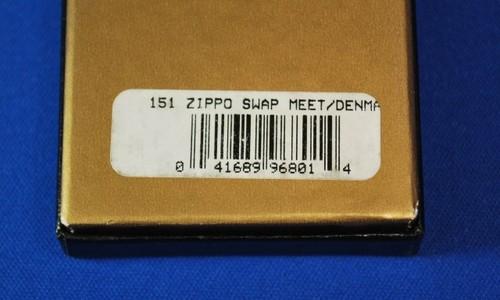 151 ZIPPO SWAP MEET/DENMA
0 41689 96801 4